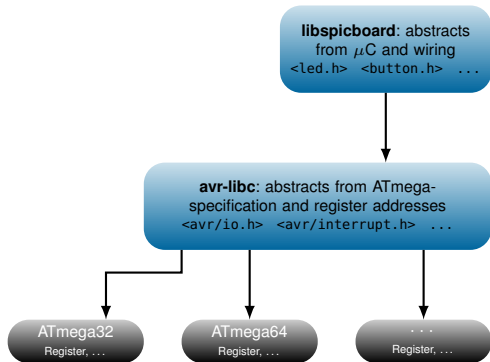 libspicboard: abstracts
from μC and wiring
<led.h> <button.h> ...
avr-libc: abstracts from ATmega-
specification and register addresses
<avr/io.h> <avr/interrupt.h> ...
ATmega32
Register, ...
ATmega64
Register, ...
...
Register, ...